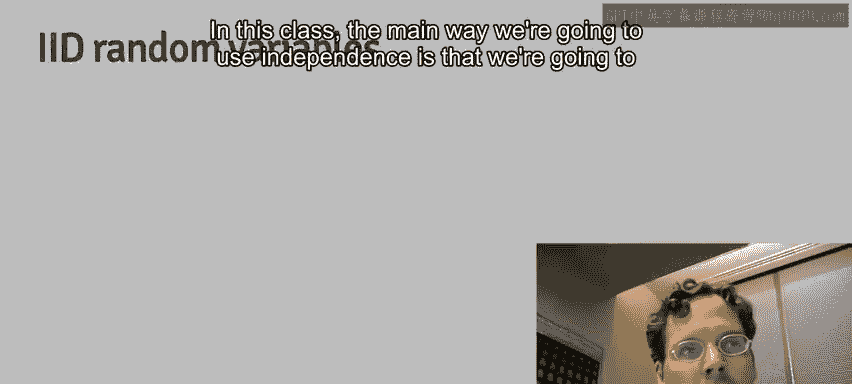 IID random variables
In this class, the main way we're going to
use independence is that we're going to